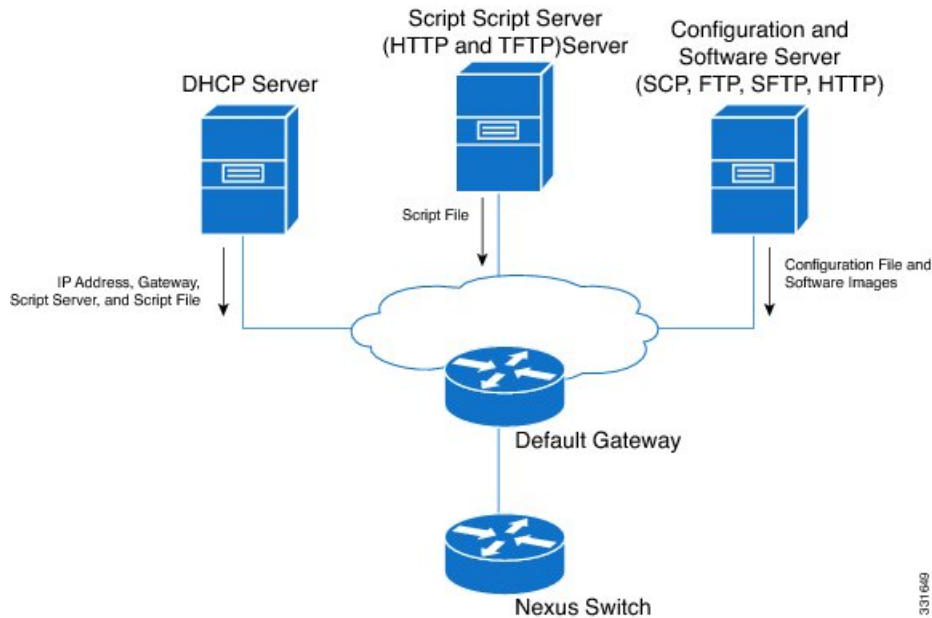 Script Script Server
(HTTP and TFTP)Server
Configuration and
Software Server
(SCP, FTP, SFTP, HTTP)
DHCP Server
Script File
IP Address, Gateway,
Script Server, and Script File
Configuration File and
Software Images
Default Gateway
Nexus Switch
331649